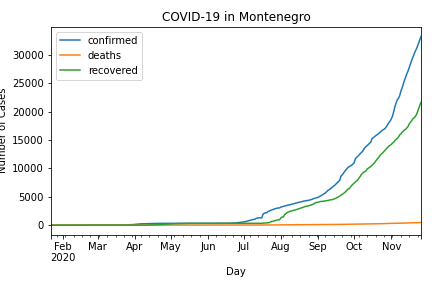 COVID-19 in Montenegro
confirmed
deaths
recovered
Number of Cases
30000
25000
20000
15000
10000
5000
0
Feb
2020
Mar
Apr
May
Jun
Jul
Aug
Sep
Oct
Nov
Day